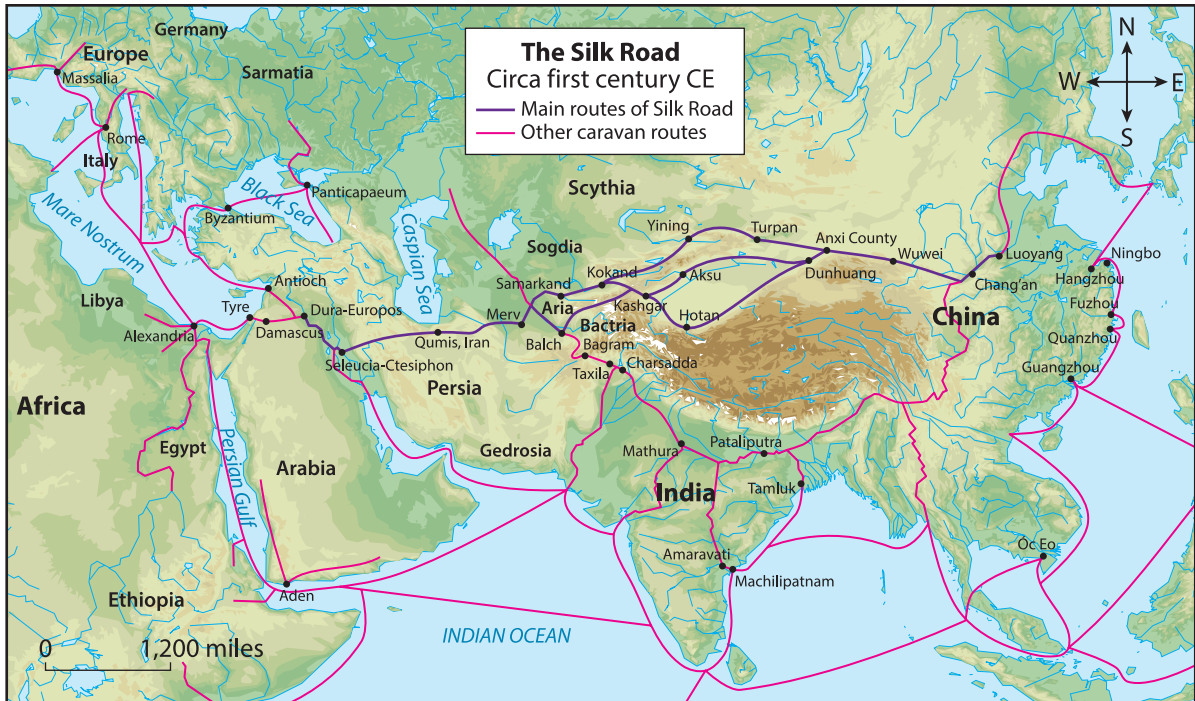 The Silk Road
Circa first century CE
Main routes of Silk Road
Other caravan routes
N
W
E
S
Germany
Europe
Sarmatia
Massalia
Rome
Italy
Mare Nostrum
Black Sea
Panticapaeum
Byzantium
Caspian Sea
Scythia
Sogdia
Yining
Turpan
Anxi County
Wuwei
Luoyang
Ningbo
Hangzhou
Chang'an
Dunhuang
Aksu
Kokand
Samarkand
Kashgar
Hotan
Aria
Merv
Balch
Bactria
Bagram
Taxila
Charsadda
Antioch
Libya
Tyre
Dura-Europos
Alexandria
Damascus
Seleucia-Ctesiphon
Qumis, Iran
Persia
China
Fuzhou
Quanzhou
Guangzhou
Africa
Egypt
Persian Gulf
Arabia
Gedrosia
Mathura
Pataliputra
India
Tamluk
Amaravati
Machilipatnam
Óc Eo
Ethiopia
Aden
INDIAN OCEAN
0
1,200 miles